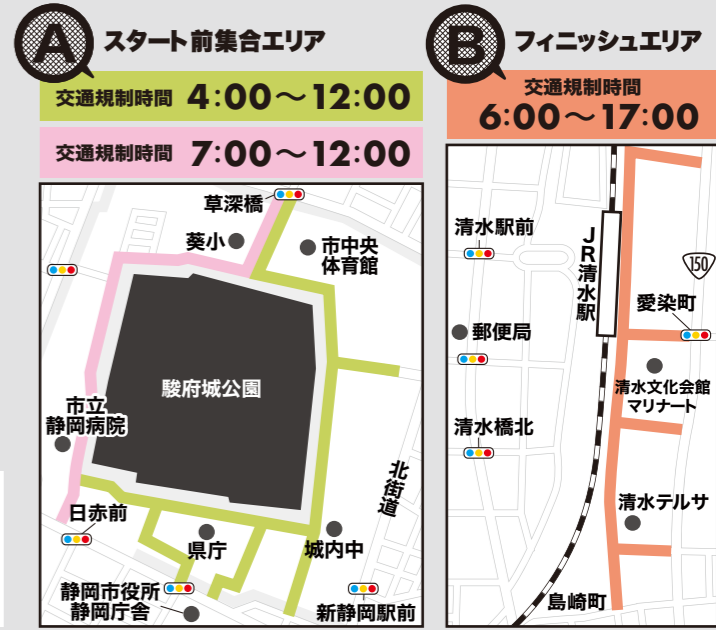 A スタート前集合エリア
交通規制時間 4:00～12:00
交通規制時間 7:00～12:00
草深橋
葵小
市中央
体育館
駿府城公園
市立
静岡病院
北街道
日赤前
県庁
城内中
静岡市役所
静岡庁舎
新静岡駅前
B フィニッシュエリア
交通規制時間
6:00～17:00
清水駅前
JR清水駅
150
愛染町
郵便局
清水文化会館
マリナート
清水橋北
清水テルサ
島崎町